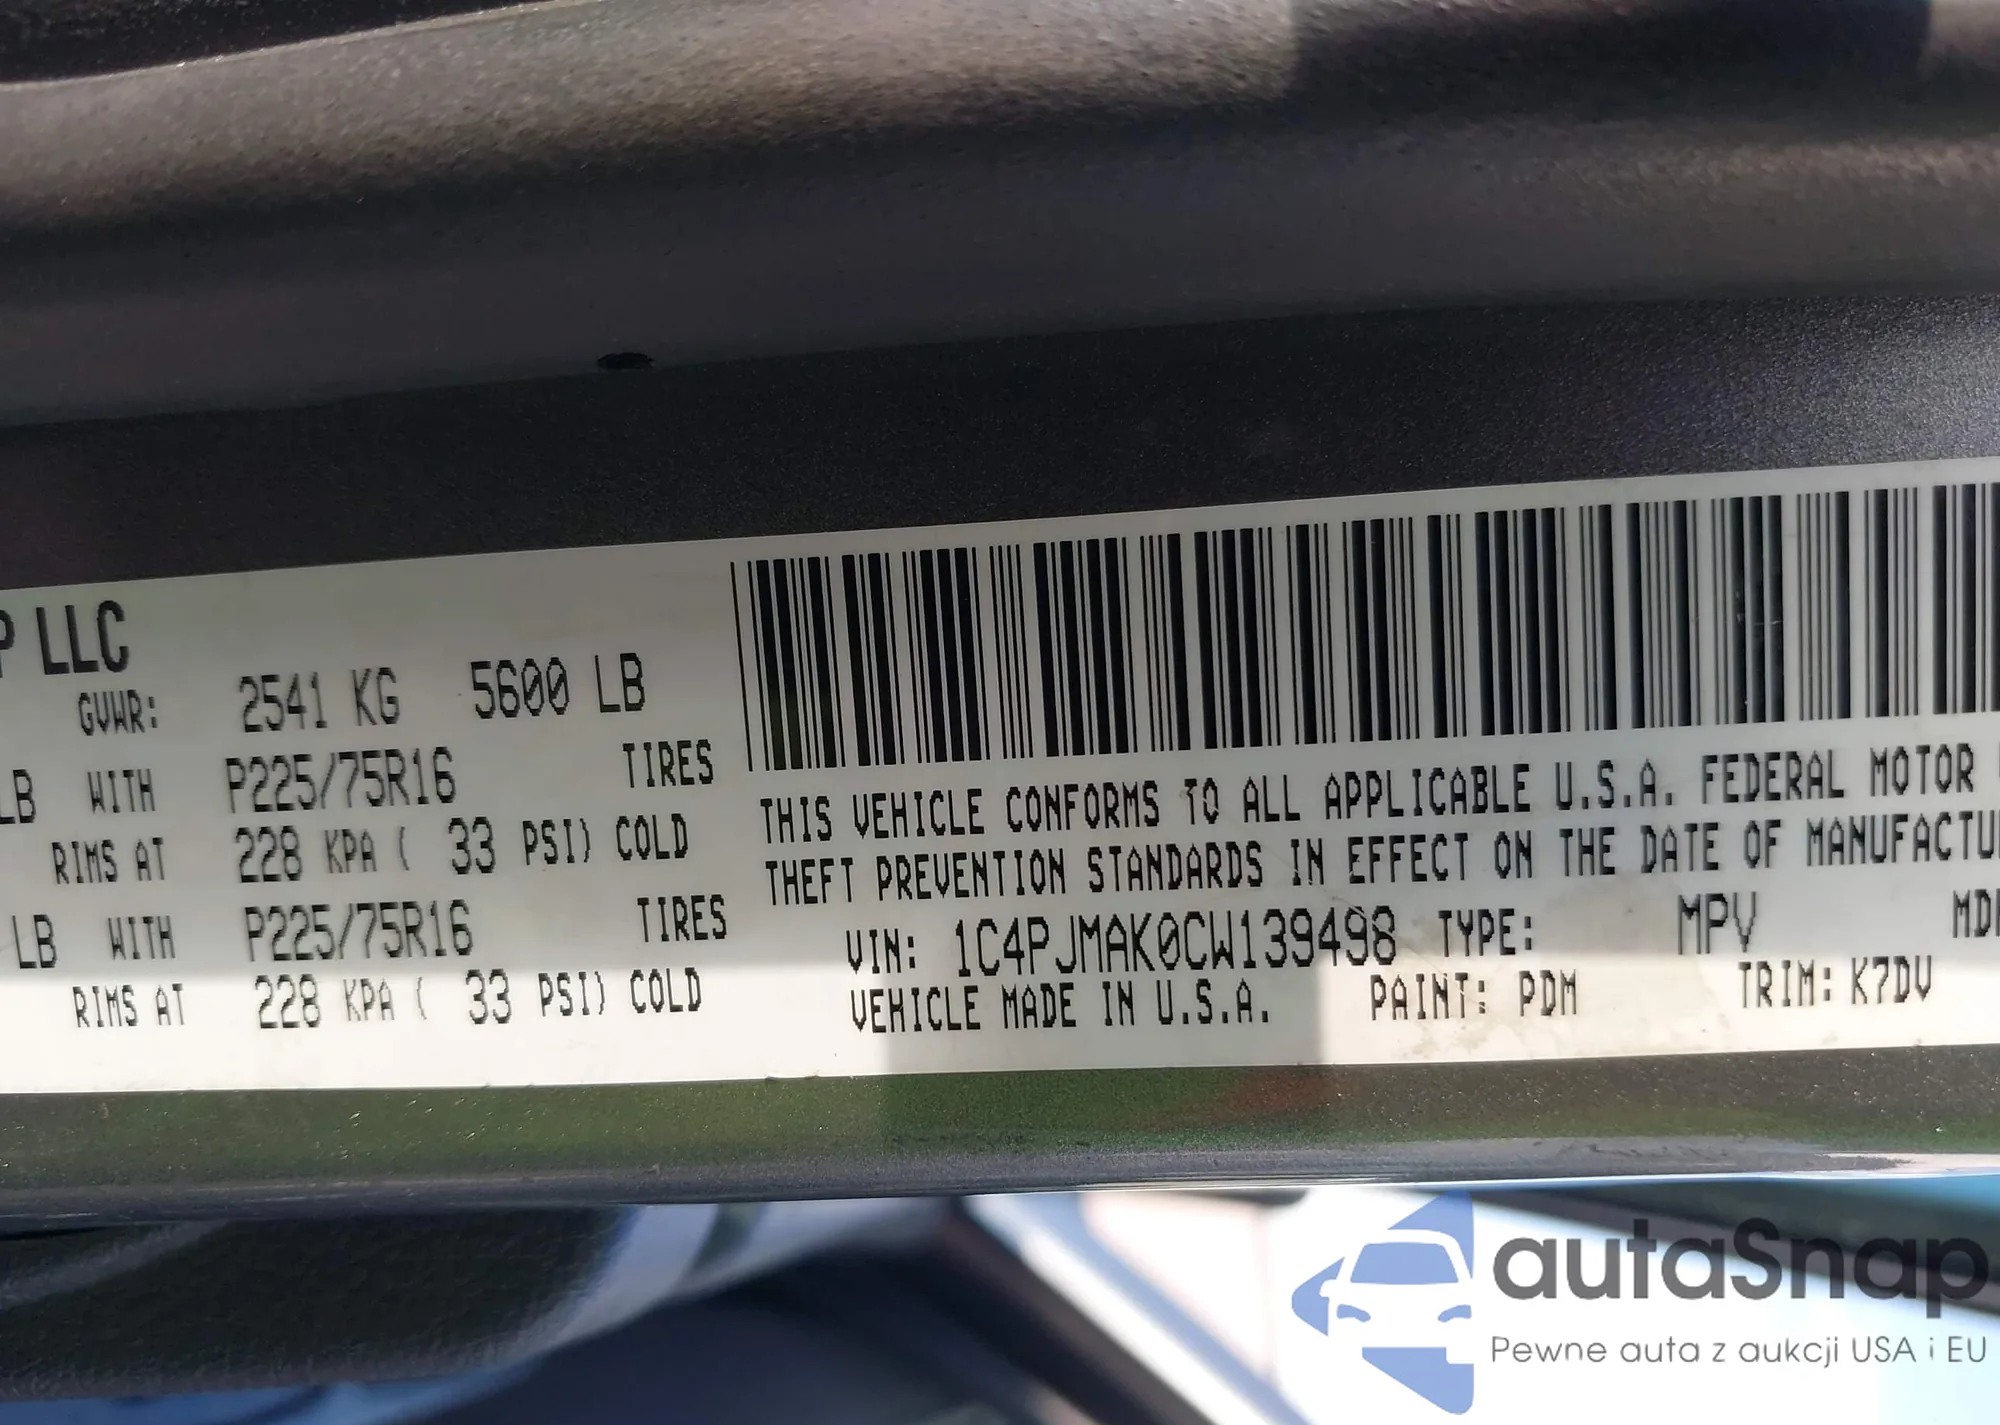 P LLC
GVWR: 2541 KG 5600 LB
LB WITH P225/75R16 TIRES
RIMS AT 228 KPA ( 33 PSI) COLD
LB WITH P225/75R16 TIRES
RIMS AT 228 KPA ( 33 PSI) COLD
THIS VEHICLE CONFORMS TO ALL APPLICABLE U.S.A. FEDERAL MOTOR
THEFT PREVENTION STANDARDS IN EFFECT ON THE DATE OF MANUFACTU
VIN: 1C4PJMAK0CW139498 TYPE: MPV
VEHICLE MADE IN U.S.A. PAINT: PDM TRIM: K7DV
autaSnap
Pewne auta z aukcji USA i EU